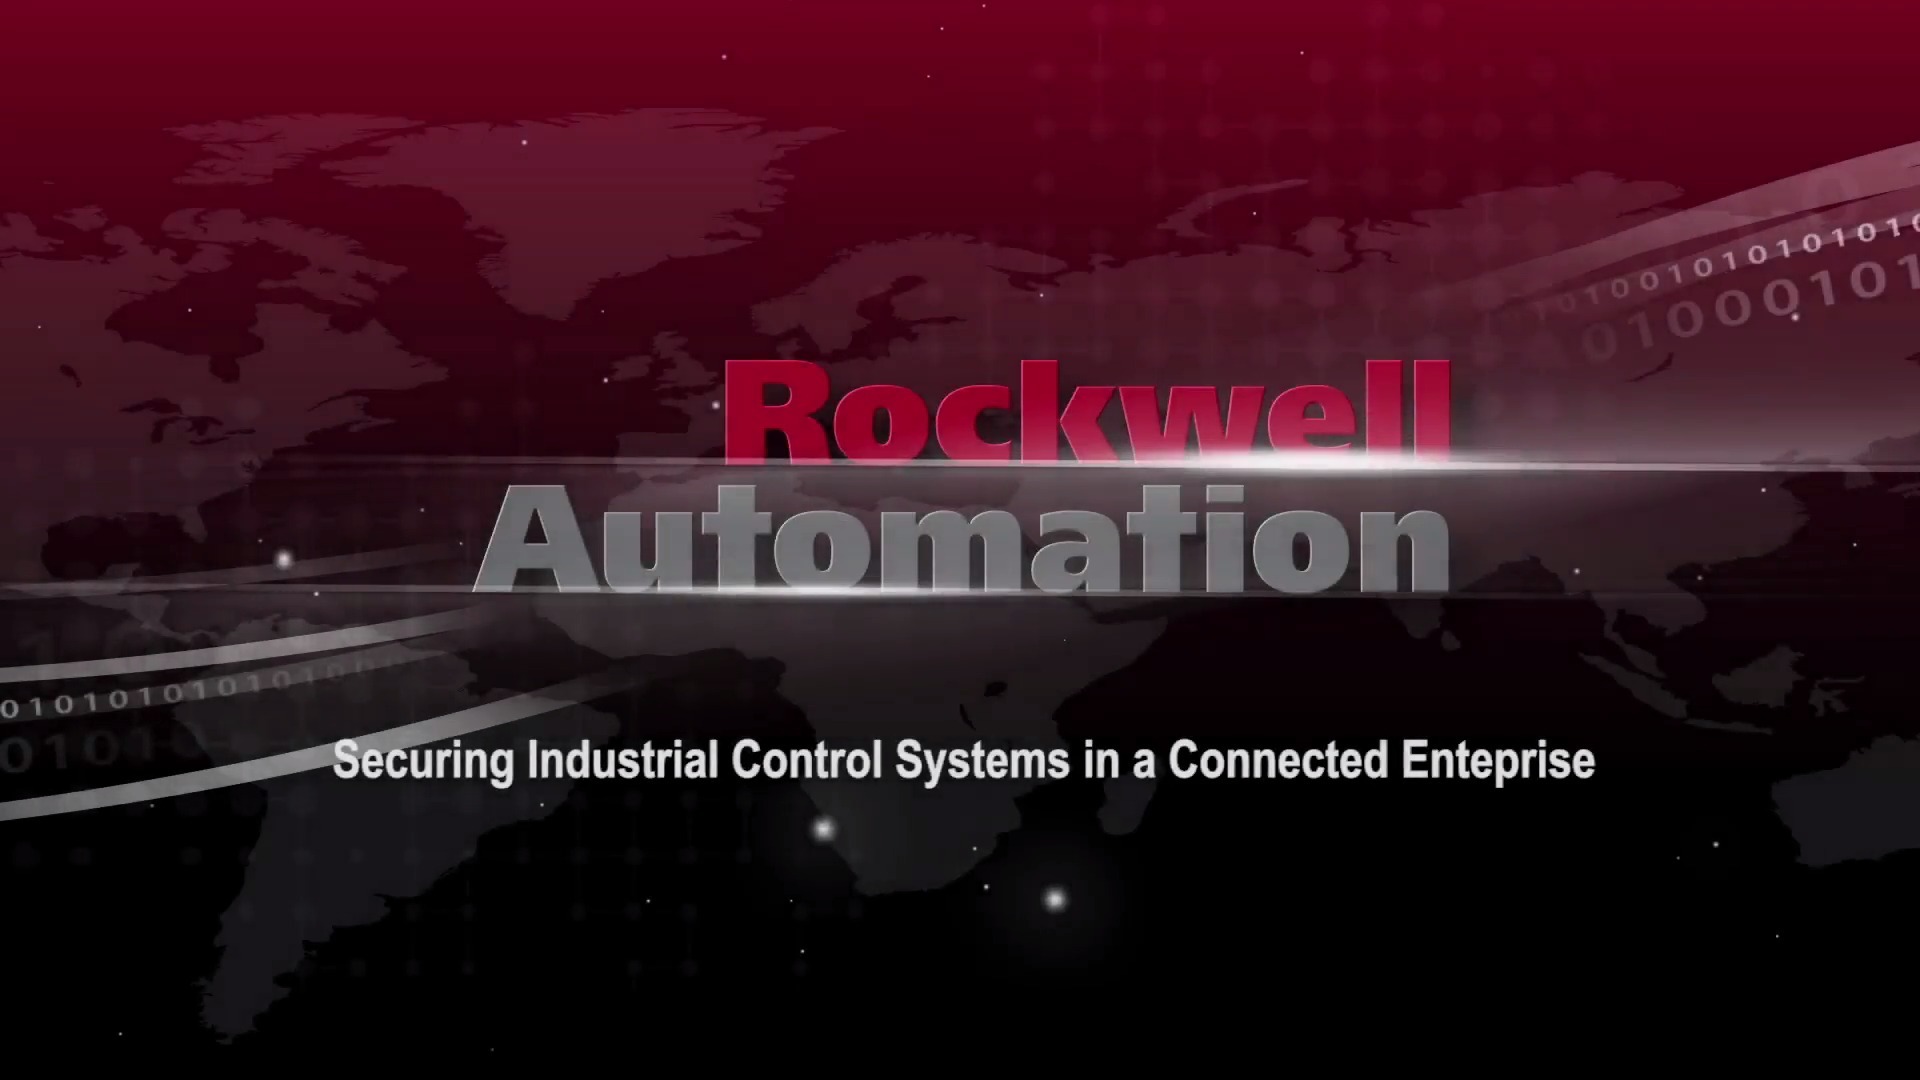 Rockwell
Automation
Securing Industrial Control Systems in a Connected Enteprise